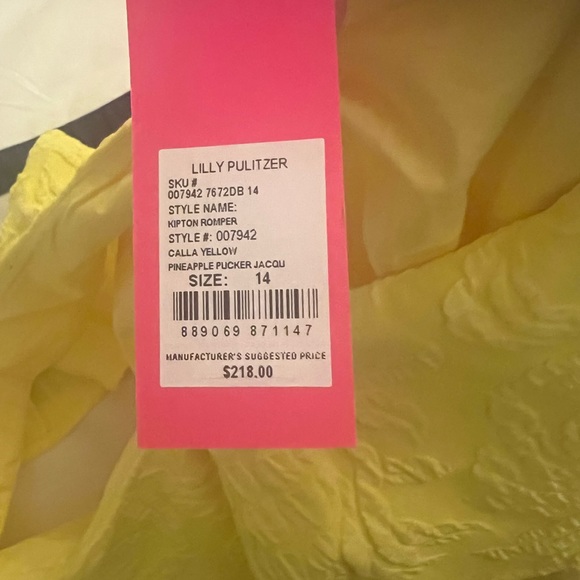 LILLY PULITZER
SKU #
007942 7672DB 14
STYLE NAME:
KIPTON ROMPER
STYLE #: 007942
CALLA YELLOW
PINEAPPLE PUCKER JACQU
SIZE: 14
889069 871147
MANUFACTURER'S SUGGESTED PRICE
$218.00